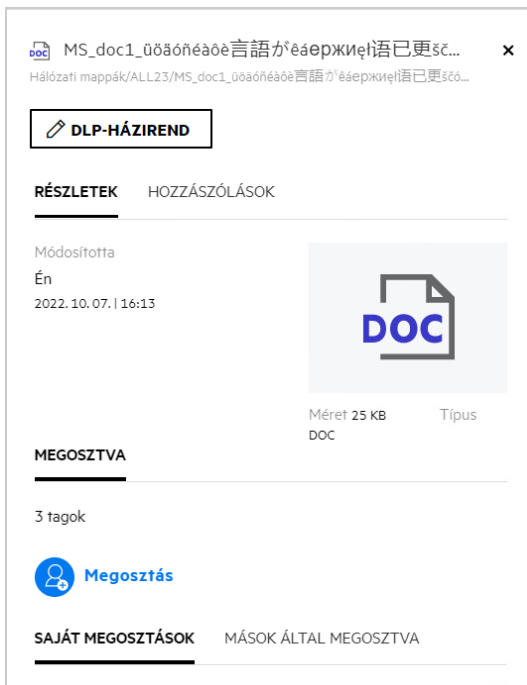 DOC MS_doc1_üöäóñéàôè言語がêáержиęł语已更šč...
Hálózati mappák/ALL23/MS_doc1_üöäóñéàôè言語がêáержиęł语已更ščó...
DLP-HÁZIREND
RÉSZLETEK HOZZÁSZÓLÁSOK
Módosította
Én
2022. 10. 07. | 16:13
DOC
Méret 25 KB Típus
DOC
MEGOSZTVA
3 tagok
Megosztás
SAJÁT MEGOSZTÁSOK MÁSOK ÁLTAL MEGOSZTVA